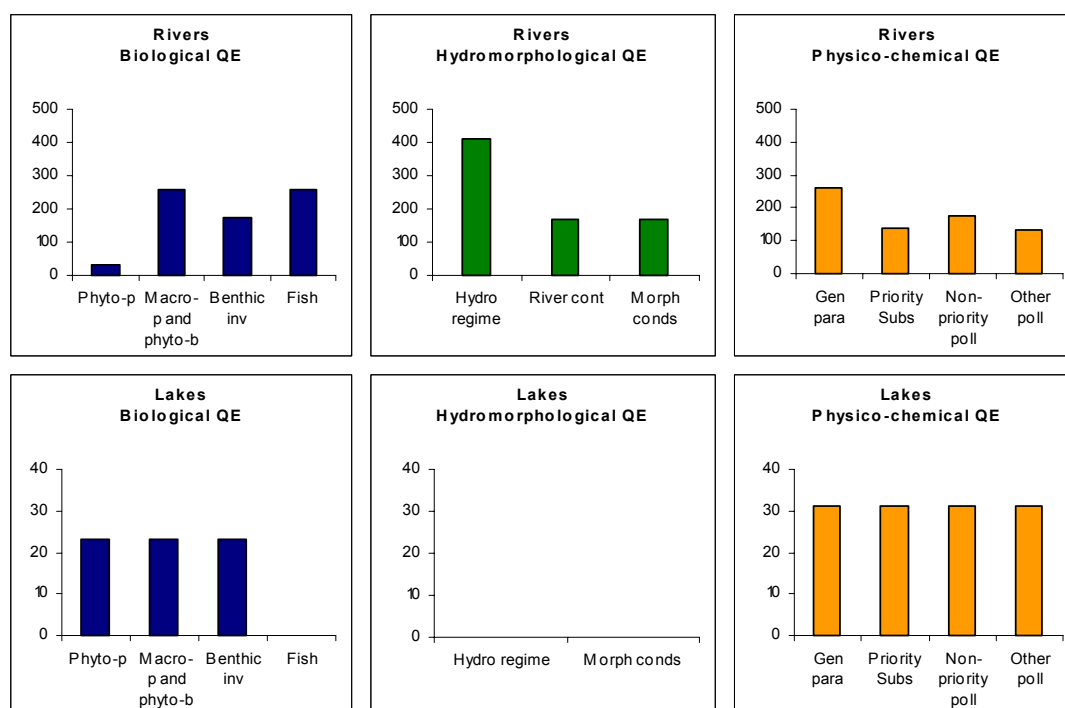 Rivers
Biological QE
500
400
300
200
100
0
Phyto-p
Macro-
p and
phyto-b
Benthic
inv
Fish
Rivers
Hydromorphological QE
500
400
300
200
100
0
Hydro
regime
River cont
Morph
conds
Rivers
Physico-chemical QE
500
400
300
200
100
0
Gen
para
Priority
Subs
Non-
priority
poll
Other
poll
Lakes
Biological QE
40
30
20
10
0
Phyto-p
Macro-
p and
phyto-b
Benthic
inv
Fish
Lakes
Hydromorphological QE
40
30
20
10
0
Hydro regime
Morph conds
Lakes
Physico-chemical QE
40
30
20
10
0
Gen
para
Priority
Subs
Non-
priority
poll
Other
poll